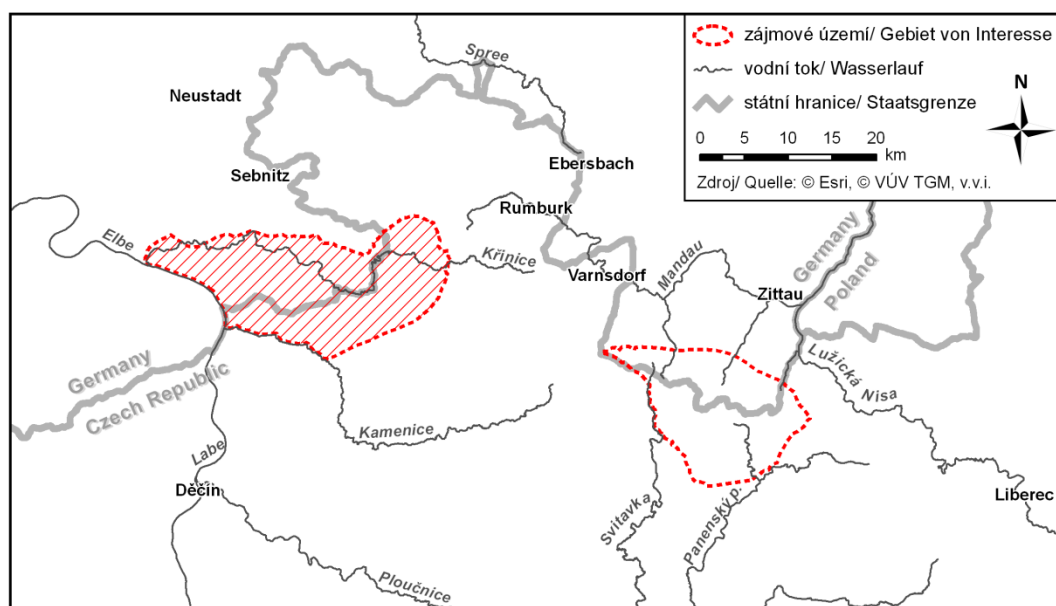 zájmové území/ Gebiet von Interesse
vodní tok/ Wasserlauf
státní hranice/ Staatsgrenze
N
0 5 10 15 20
km
Zdroj/ Quelle: © Esri, © VÚV TGM, v.v.i.
Spree
Neustadt
Ebersbach
Sebnitz
Rumburk
Elbe
Křinice
Varnsdorf
Mandau
Zittau
Germany
Poland
Lužická Nisa
Germany
Czech Republic
Kamenice
Labe
Děčín
Svitavka
Panenský p.
Liberec
Ploučnice